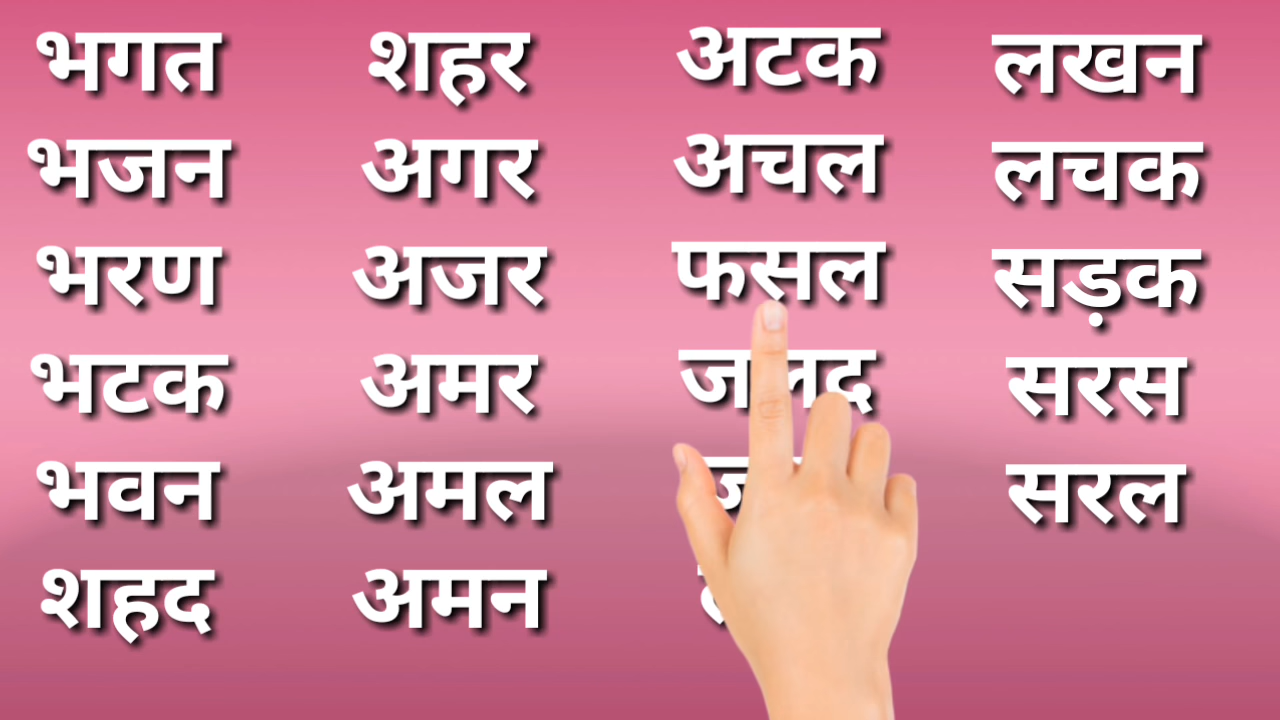 भगत शहर अटक लखन
भजन अगर अचल लचक
भरण अजर फसल सड़क
भटक अमर जलद सरस
भवन अमल सरल
शहद अमन